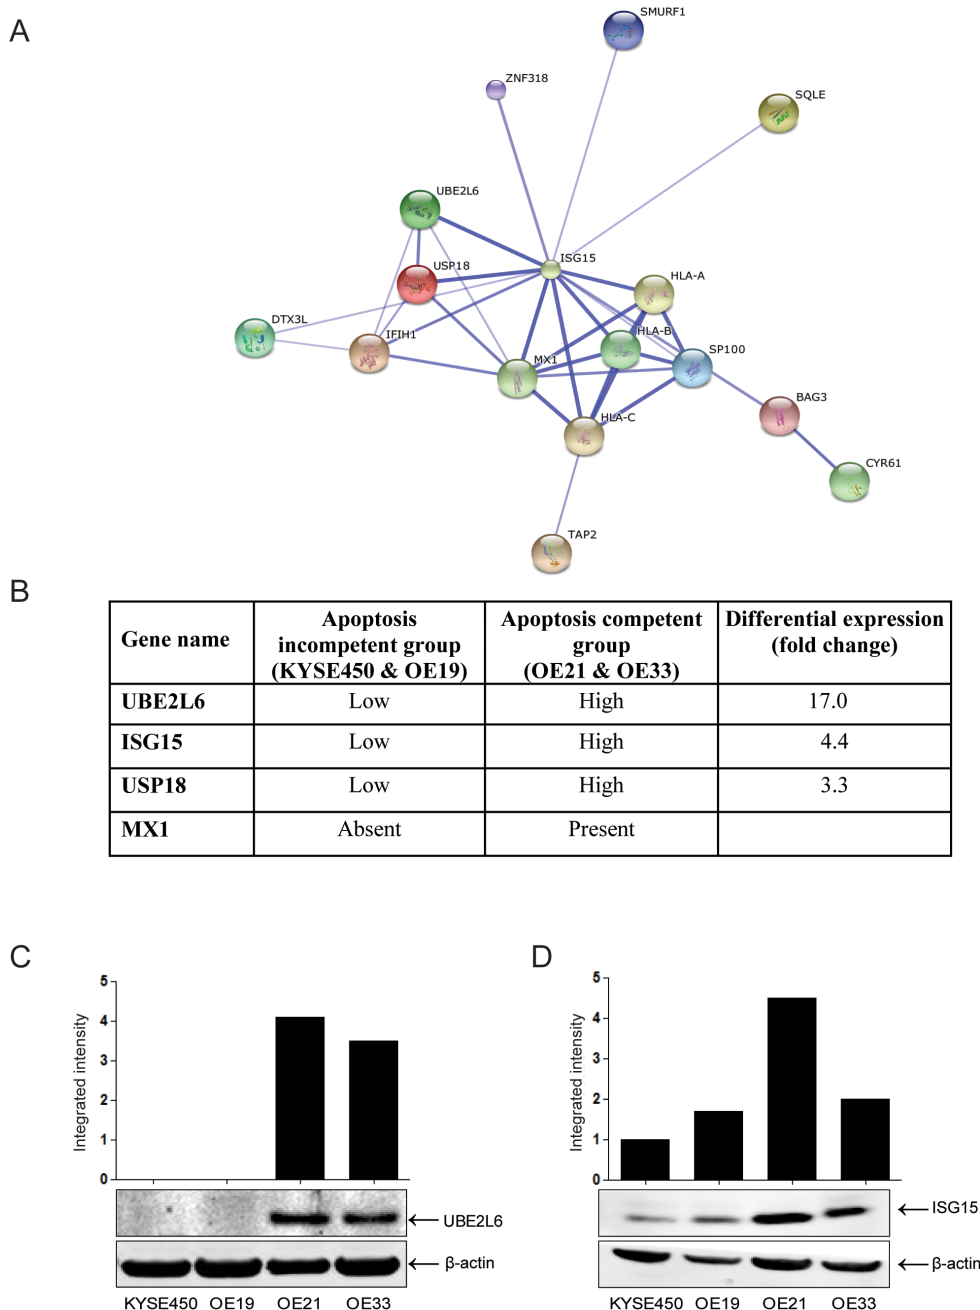 A
SMURF1
ZNF318
SQLE
UBE2L6
ISG15
USP18
HLA-A
DTX3L
IFIH1
HLA-B
MX1
SP100
BAG3
HLA-C
CYR61
TAP2
B
Gene name
Apoptosis
incompetent group
(KYSE450 & OE19)
Apoptosis competent
group
(OE21 & OE33)
Differential expression
(fold change)
UBE2L6 Low High 17.0
ISG15 Low High 4.4
USP18 Low High 3.3
MX1 Absent Present
C
Integrated intensity
5
4
3
2
1
0
UBE2L6
β-actin
KYSE450 OE19 OE21 OE33
D
Integrated intensity
5
4
3
2
1
0
ISG15
β-actin
KYSE450 OE19 OE21 OE33